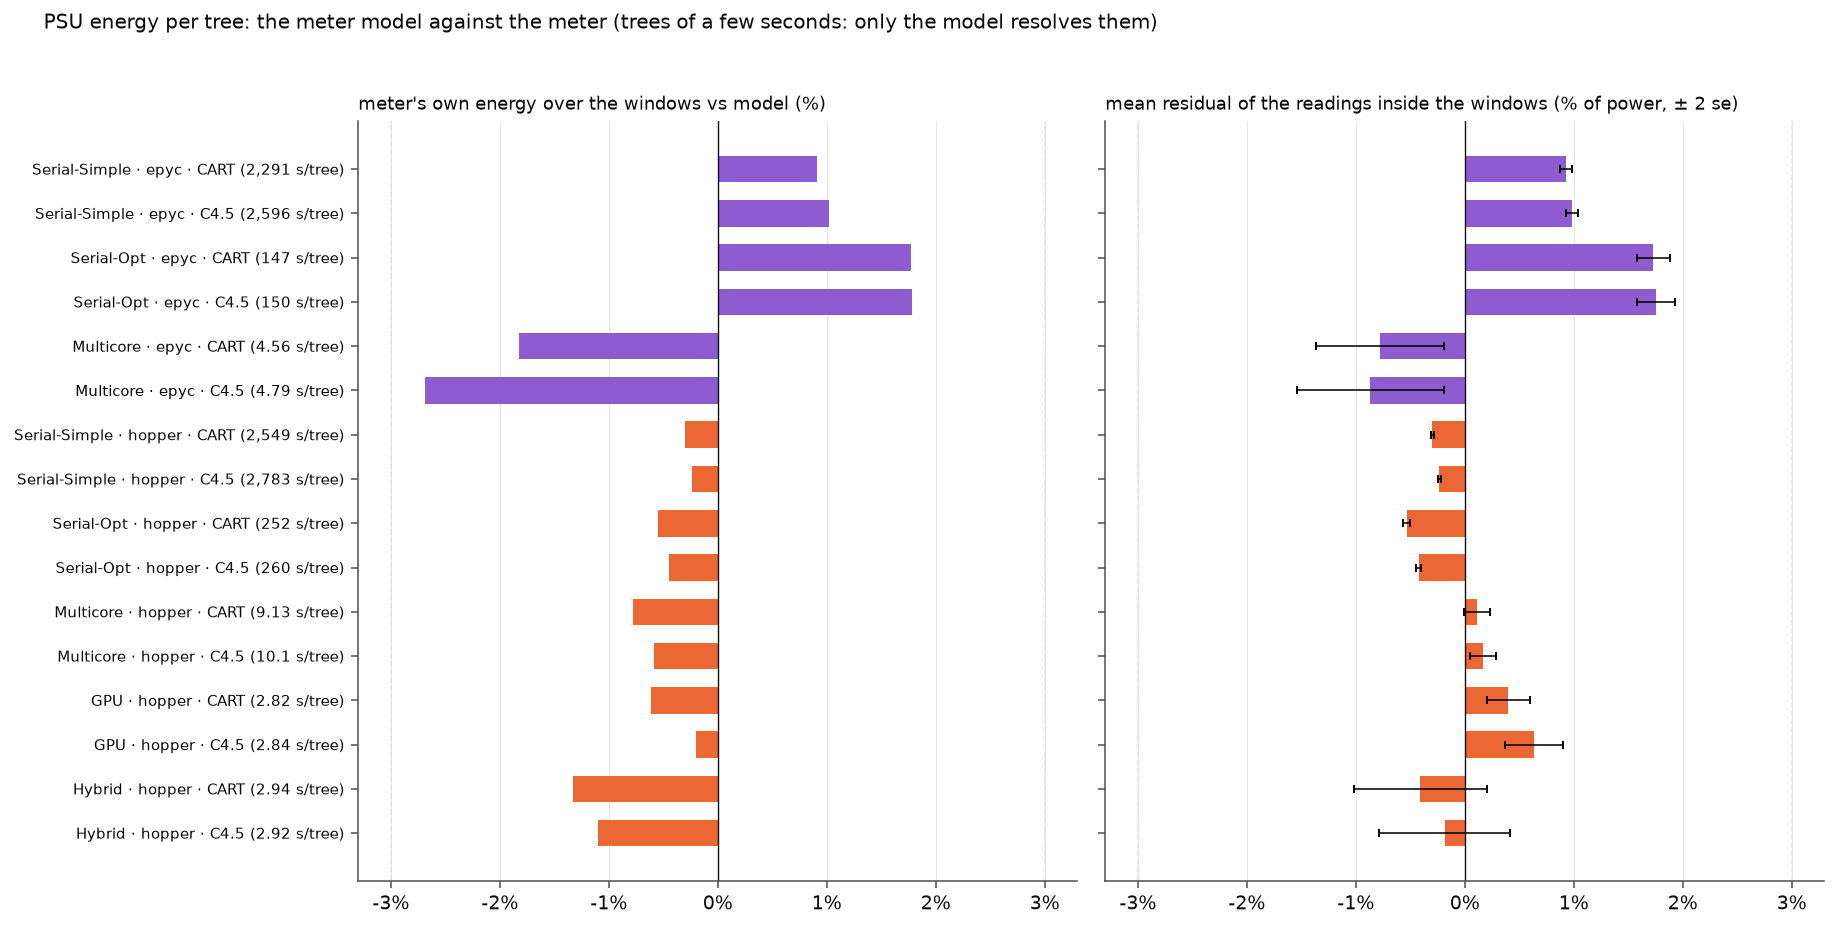 PSU energy per tree: the meter model against the meter (trees of a few seconds: only the model resolves them)
meter's own energy over the windows vs model (%)
mean residual of the readings inside the windows (% of power, ± 2 se)
Serial-Simple · epyc · CART (2,291 s/tree)
Serial-Simple · epyc · C4.5 (2,596 s/tree)
Serial-Opt · epyc · CART (147 s/tree)
Serial-Opt · epyc · C4.5 (150 s/tree)
Multicore · epyc · CART (4.56 s/tree)
Multicore · epyc · C4.5 (4.79 s/tree)
Serial-Simple · hopper · CART (2,549 s/tree)
Serial-Simple · hopper · C4.5 (2,783 s/tree)
Serial-Opt · hopper · CART (252 s/tree)
Serial-Opt · hopper · C4.5 (260 s/tree)
Multicore · hopper · CART (9.13 s/tree)
Multicore · hopper · C4.5 (10.1 s/tree)
GPU · hopper · CART (2.82 s/tree)
GPU · hopper · C4.5 (2.84 s/tree)
Hybrid · hopper · CART (2.94 s/tree)
Hybrid · hopper · C4.5 (2.92 s/tree)
-3% -2% -1% 0% 1% 2% 3%
-3% -2% -1% 0% 1% 2% 3%